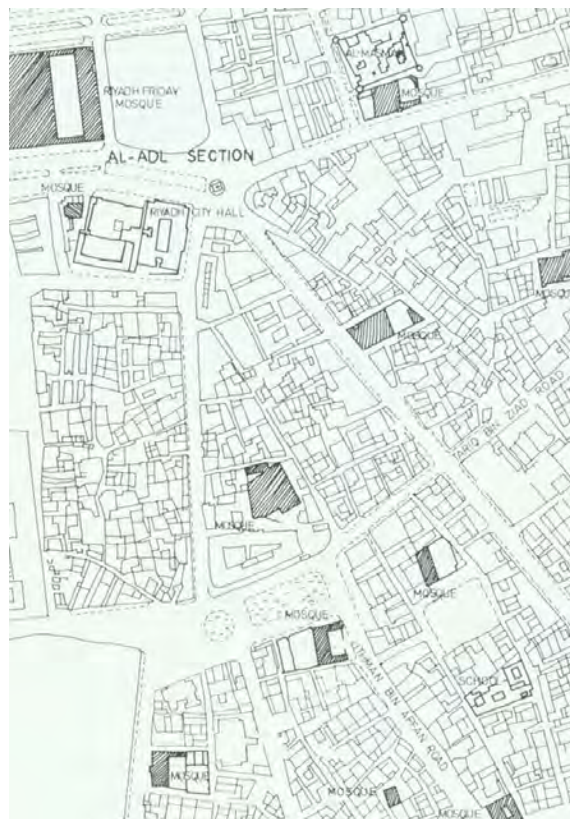 AL-MASMAK
RIYADH FRIDAY
MOSQUE
MOSQUE
AL-ADL SECTION
MOSQUE
RIYADH CITY HALL
MOSQUE
MOSQUE
TARIQ BIN ZIAD ROAD
MOSQUE
MOSQUE
MOSQUE
OTHMAN BIN AFFAN ROAD
SCHOOL
MOSQUE
MOSQUE
MOSQUE